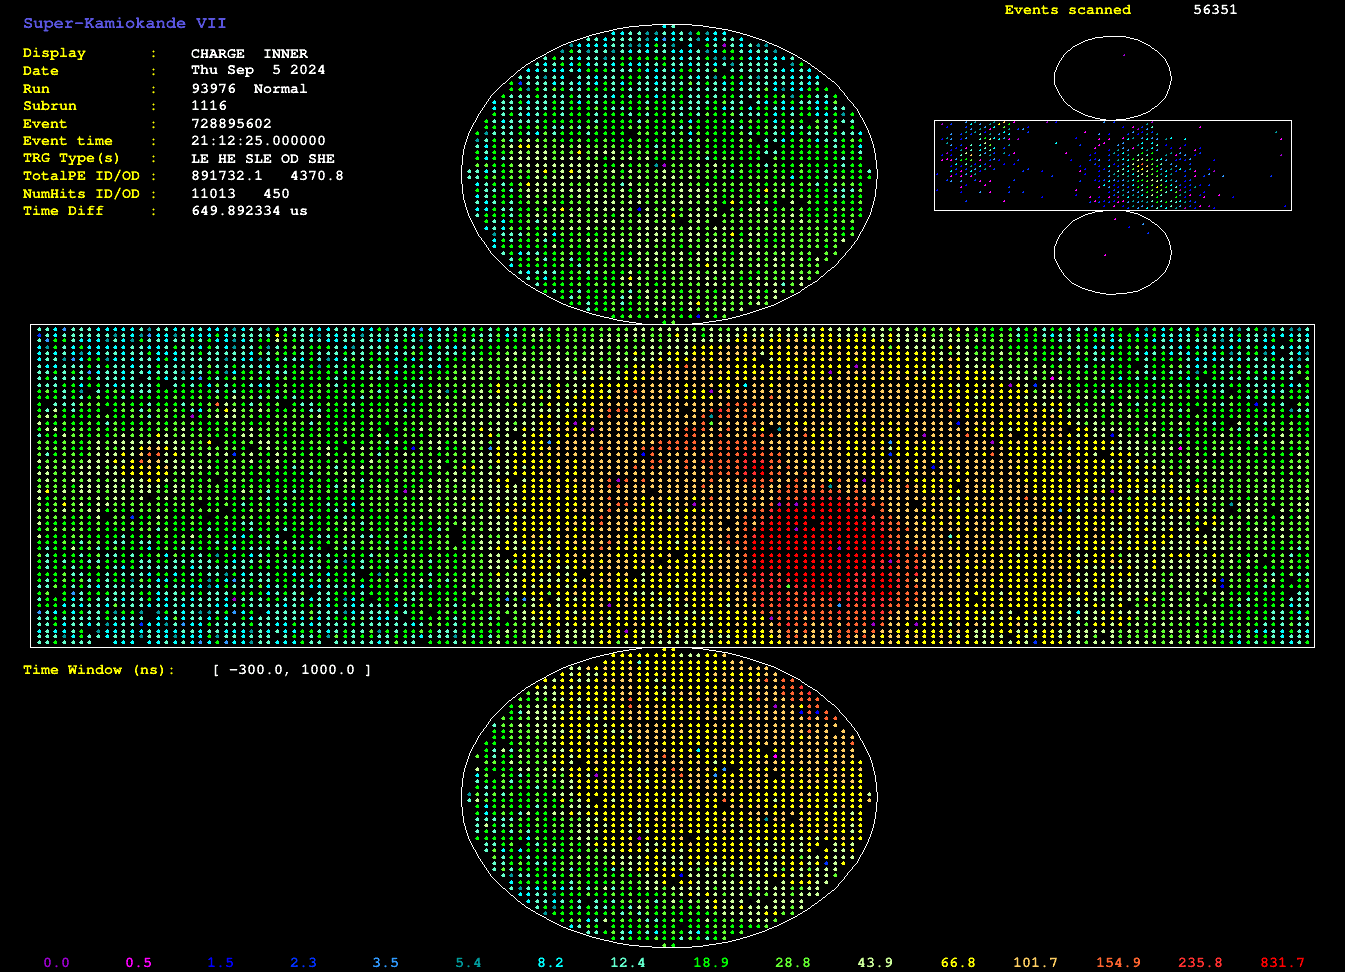 Super-Kamiokande VII
Events scanned 56351
Display : CHARGE INNER
Date : Thu Sep 5 2024
Run : 93976 Normal
Subrun : 1116
Event : 728895602
Event time : 21:12:25.000000
TRG Type(s) : LE HE SLE OD SHE
TotalPE ID/OD : 891732.1 4370.8
NumHits ID/OD : 11013 450
Time Diff : 649.892334 us
Time Window (ns): [ -300.0, 1000.0 ]
0.0 0.5 1.5 2.3 3.5 5.4 8.2 12.4 18.9 28.8 43.9 66.8 101.7 154.9 235.8 831.7